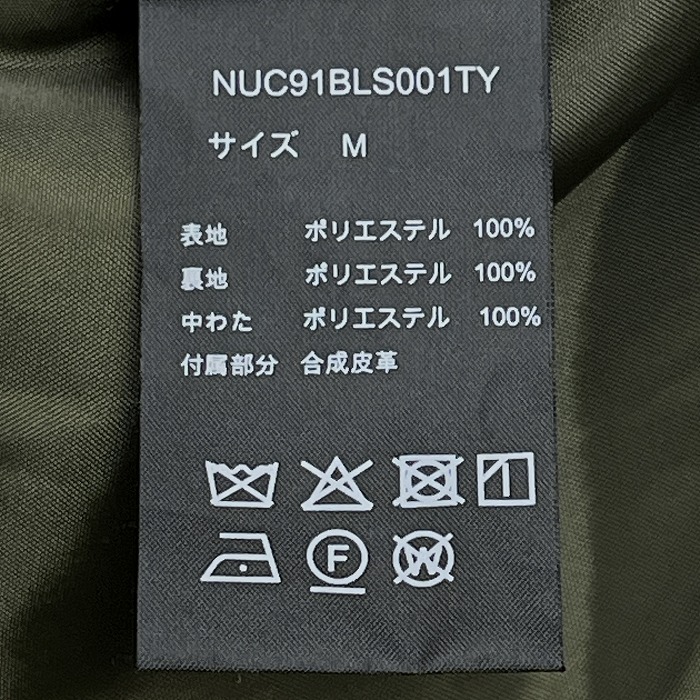 NUC91BLS001TY
サイズ M
表地 ポリエステル 100%
裏地 ポリエステル 100%
中わた ポリエステル 100%
付属部分 合成皮革
F
W